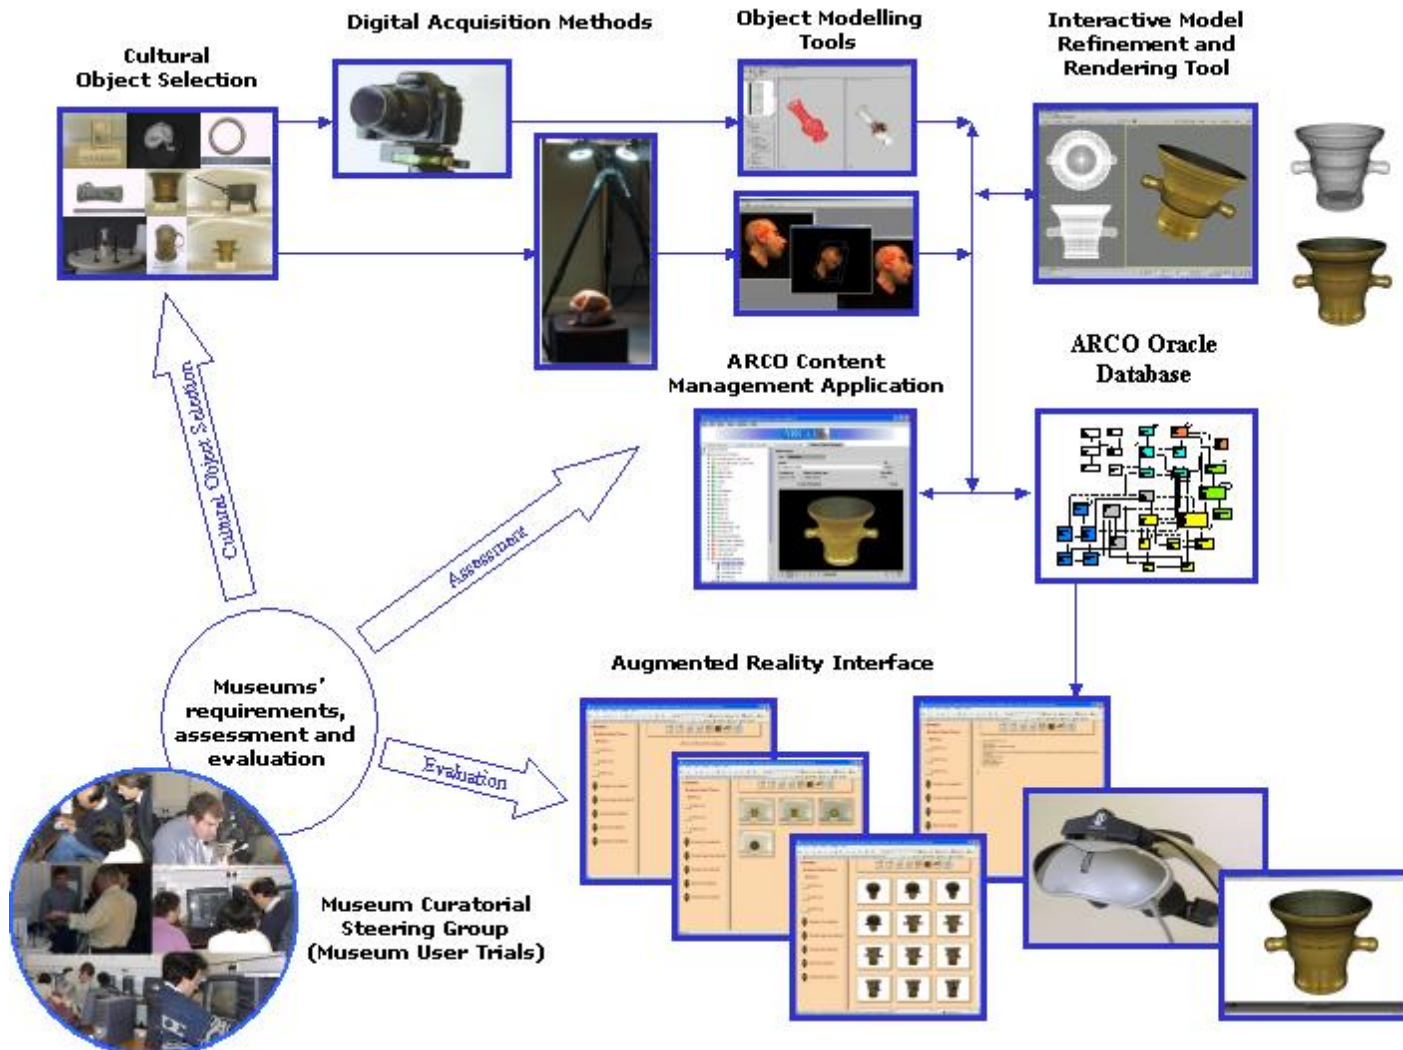 Digital Acquisition Methods
Object Modelling
Tools
Interactive Model
Refinement and
Rendering Tool
Cultural
Object Selection
ARCO Content
Management Application
ARCO Oracle
Database
Cultural Object Selection
Assessment
Museums'
requirements,
assessment and
evaluation
Evaluation
Augmented Reality Interface
Museum Curatorial
Steering Group
(Museum User Trials)
ARCO